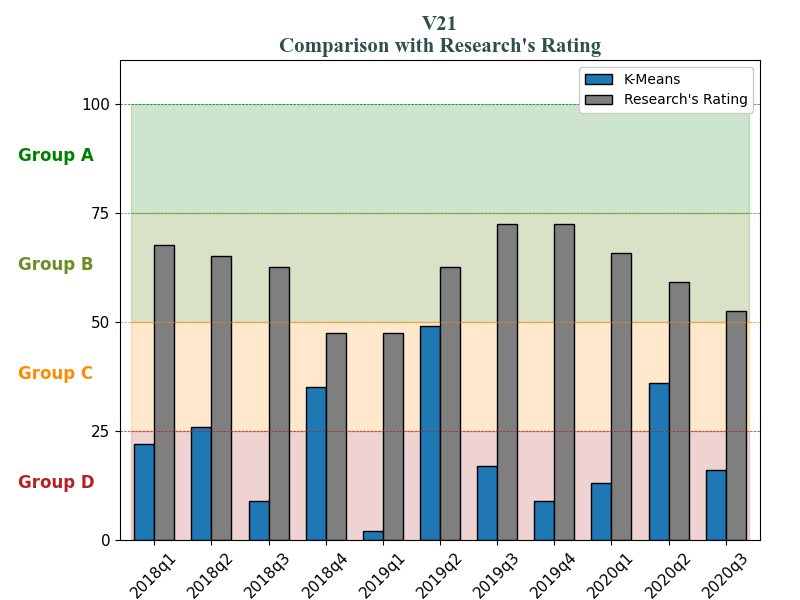 V21
Comparison with Research's Rating
K-Means
Research's Rating
100
Group A
75
Group B
50
Group C
25
Group D
0
2018q1
2018q2
2018q3
2018q4
2019q1
2019q2
2019q3
2019q4
2020q1
2020q2
2020q3